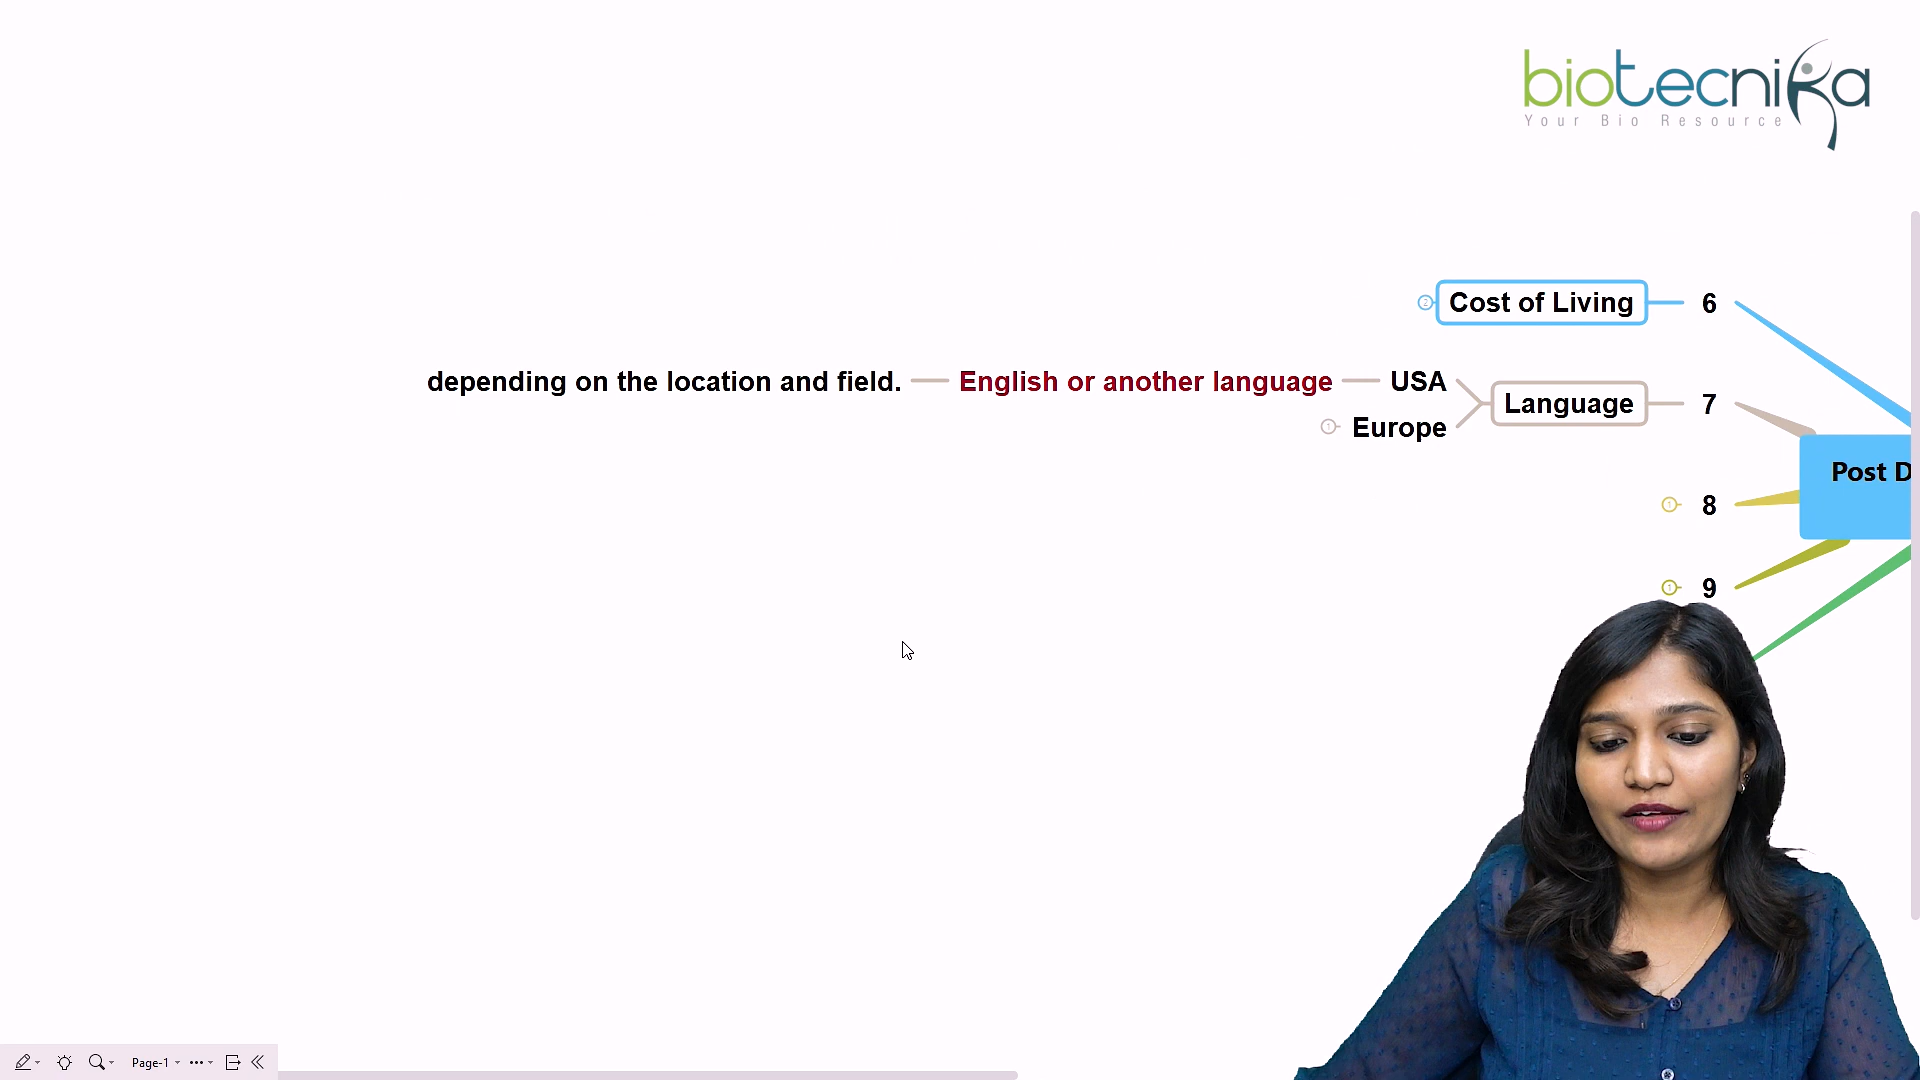 biotecnika
Your Bio Resource
Cost of Living
6
depending on the location and field.
English or another language
USA
Language
7
Europe
Post D
8
9
Page-1